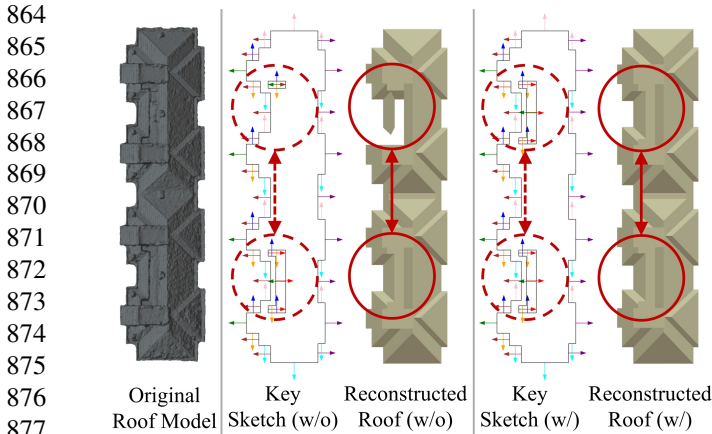 864
865
866
867
868
869
870
871
872
873
874
875
876
877
Original
Roof Model
Key
Sketch (w/o)
Reconstructed
Roof (w/o)
Key
Sketch (w/)
Reconstructed
Roof (w/)